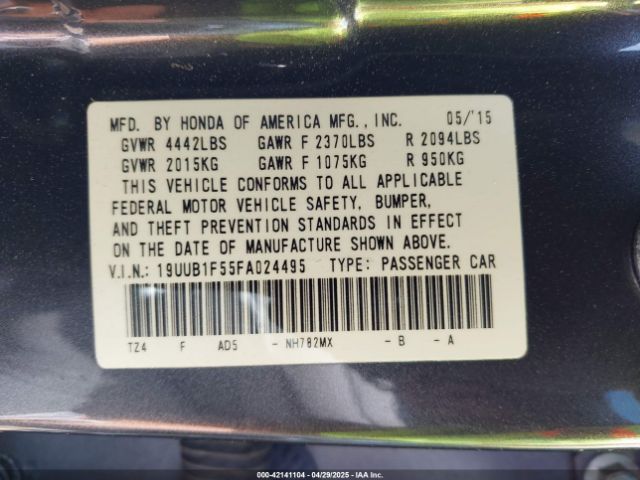 MFD. BY HONDA OF AMERICA MFG., INC. 05/'15
GVWR 4442LBS GAWR F 2370LBS R 2094LBS
GVWR 2015KG GAWR F 1075KG R 950KG
THIS VEHICLE CONFORMS TO ALL APPLICABLE
FEDERAL MOTOR VEHICLE SAFETY, BUMPER,
AND THEFT PREVENTION STANDARDS IN EFFECT
ON THE DATE OF MANUFACTURE SHOWN ABOVE.
V.I.N.: 19UUB1F55FA024495 TYPE: PASSENGER CAR
TZ4 F AD5 - NH782MX - B - A
000-42141104 - 04/29/2025 - IAA Inc.